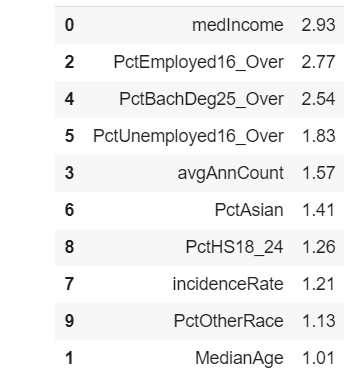 0 medIncome 2.93
2 PctEmployed16_Over 2.77
4 PctBachDeg25_Over 2.54
5 PctUnemployed16_Over 1.83
3 avgAnnCount 1.57
6 PctAsian 1.41
8 PctHS18_24 1.26
7 incidenceRate 1.21
9 PctOtherRace 1.13
1 MedianAge 1.01